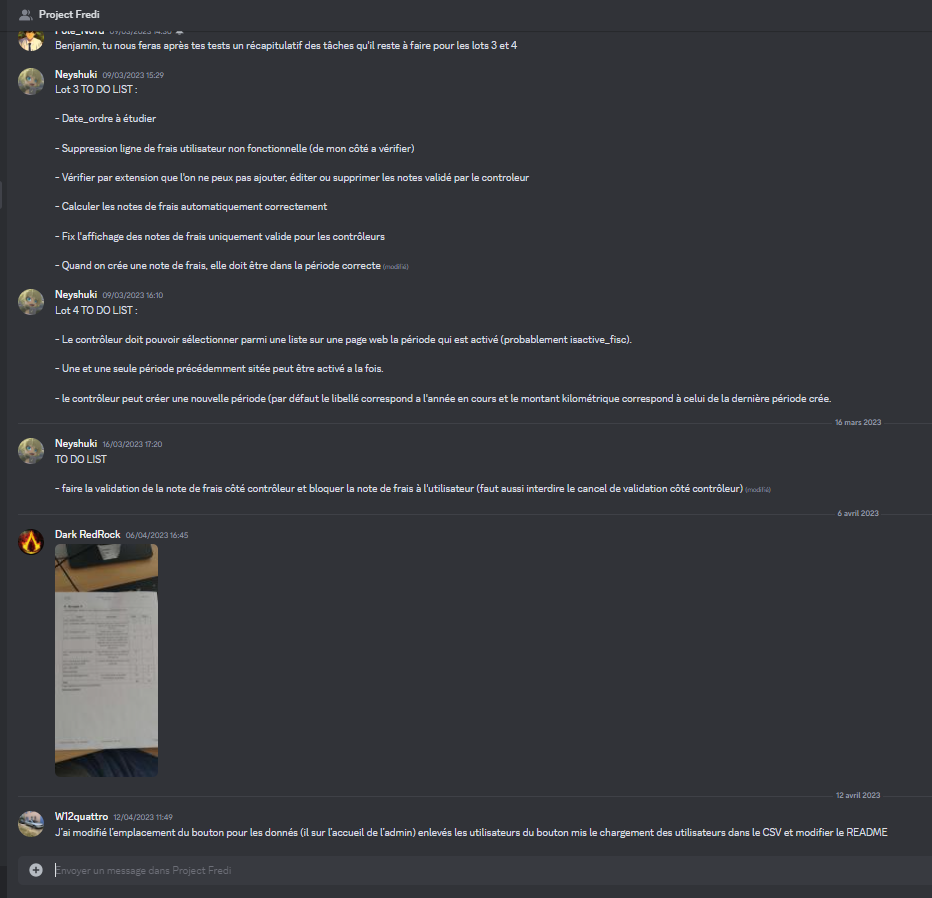 Project Fredi
Pole_Nord 09/03/2023 14:50
Benjamin, tu nous feras après tes tests un récapitulatif des tâches qu'il reste à faire pour les lots 3 et 4
Neyshuki 09/03/2023 15:29
Lot 3 TO DO LIST :
- Date_ordre à étudier
- Suppression ligne de frais utilisateur non fonctionnelle (de mon côté a vérifier)
- Vérifier par extension que l'on ne peux pas ajouter, éditer ou supprimer les notes validé par le controleur
- Calculer les notes de frais automatiquement correctement
- Fix l'affichage des notes de frais uniquement valide pour les contrôleurs
- Quand on crée une note de frais, elle doit être dans la période correcte (modifié)
Neyshuki 09/03/2023 16:10
Lot 4 TO DO LIST :
- Le contrôleur doit pouvoir sélectionner parmi une liste sur une page web la période qui est activé (probablement isactive_fisc).
- Une et une seule période précédemment sitée peut être activé a la fois.
- le contrôleur peut créer une nouvelle période (par défaut le libellé correspond a l'année en cours et le montant kilométrique correspond à celui de la dernière période crée.
16 mars 2023
Neyshuki 16/03/2023 17:20
TO DO LIST
- faire la validation de la note de frais côté contrôleur et bloquer la note de frais à l'utilisateur (faut aussi interdire le cancel de validation côté contrôleur) (modifié)
6 avril 2023
Dark RedRock 06/04/2023 16:45
12 avril 2023
W12quattro 12/04/2023 11:49
J'ai modifié l'emplacement du bouton pour les donnés (il sur l'accueil de l'admin) enlevés les utilisateurs du bouton mis le chargement des utilisateurs dans le CSV et modifier le README
Envoyer un message dans Project Fredi